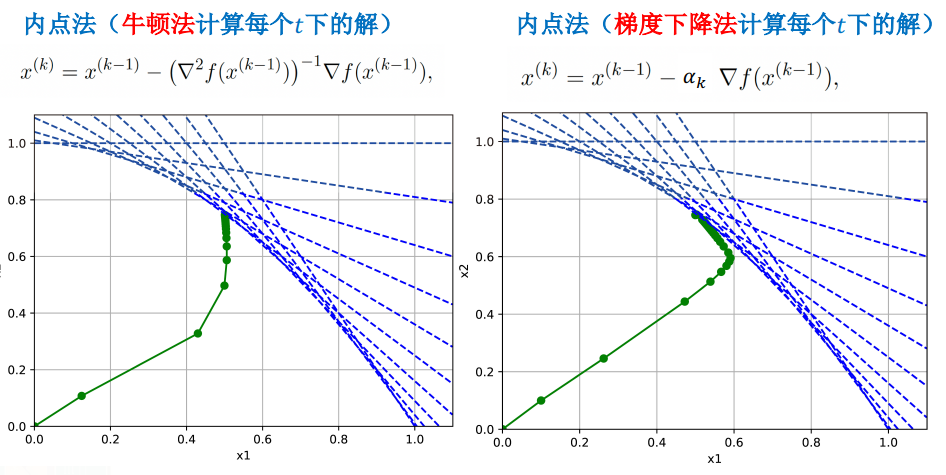 内点法（牛顿法计算每个t下的解）
x^{(k)} = x^{(k-1)} − (∇²f(x^{(k-1)}))^{-1}∇f(x^{(k-1)}),
1.0
0.8
0.6
0.4
0.2
0.0
0.0 0.2 0.4 0.6 0.8 1.0
x1
内点法（梯度下降法计算每个t下的解）
x^{(k)} = x^{(k-1)} − α_k ∇f(x^{(k-1)}),
1.0
0.8
0.6
0.4
0.2
0.0
x2
0.0 0.2 0.4 0.6 0.8 1.0
x1